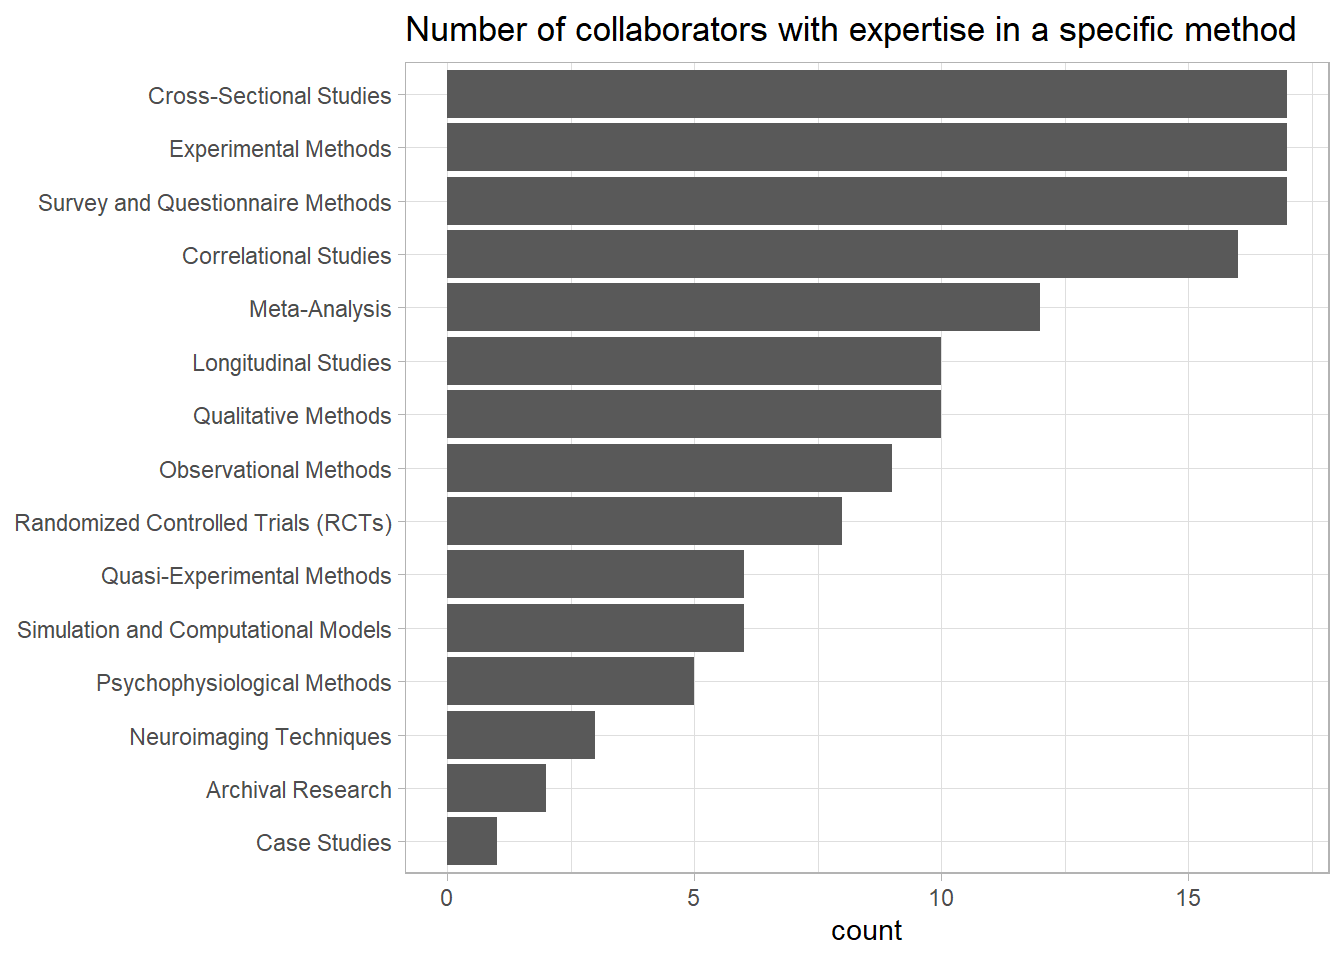 Number of collaborators with expertise in a specific method
Cross-Sectional Studies
Experimental Methods
Survey and Questionnaire Methods
Correlational Studies
Meta-Analysis
Longitudinal Studies
Qualitative Methods
Observational Methods
Randomized Controlled Trials (RCTs)
Quasi-Experimental Methods
Simulation and Computational Models
Psychophysiological Methods
Neuroimaging Techniques
Archival Research
Case Studies
0 5 10 15
count